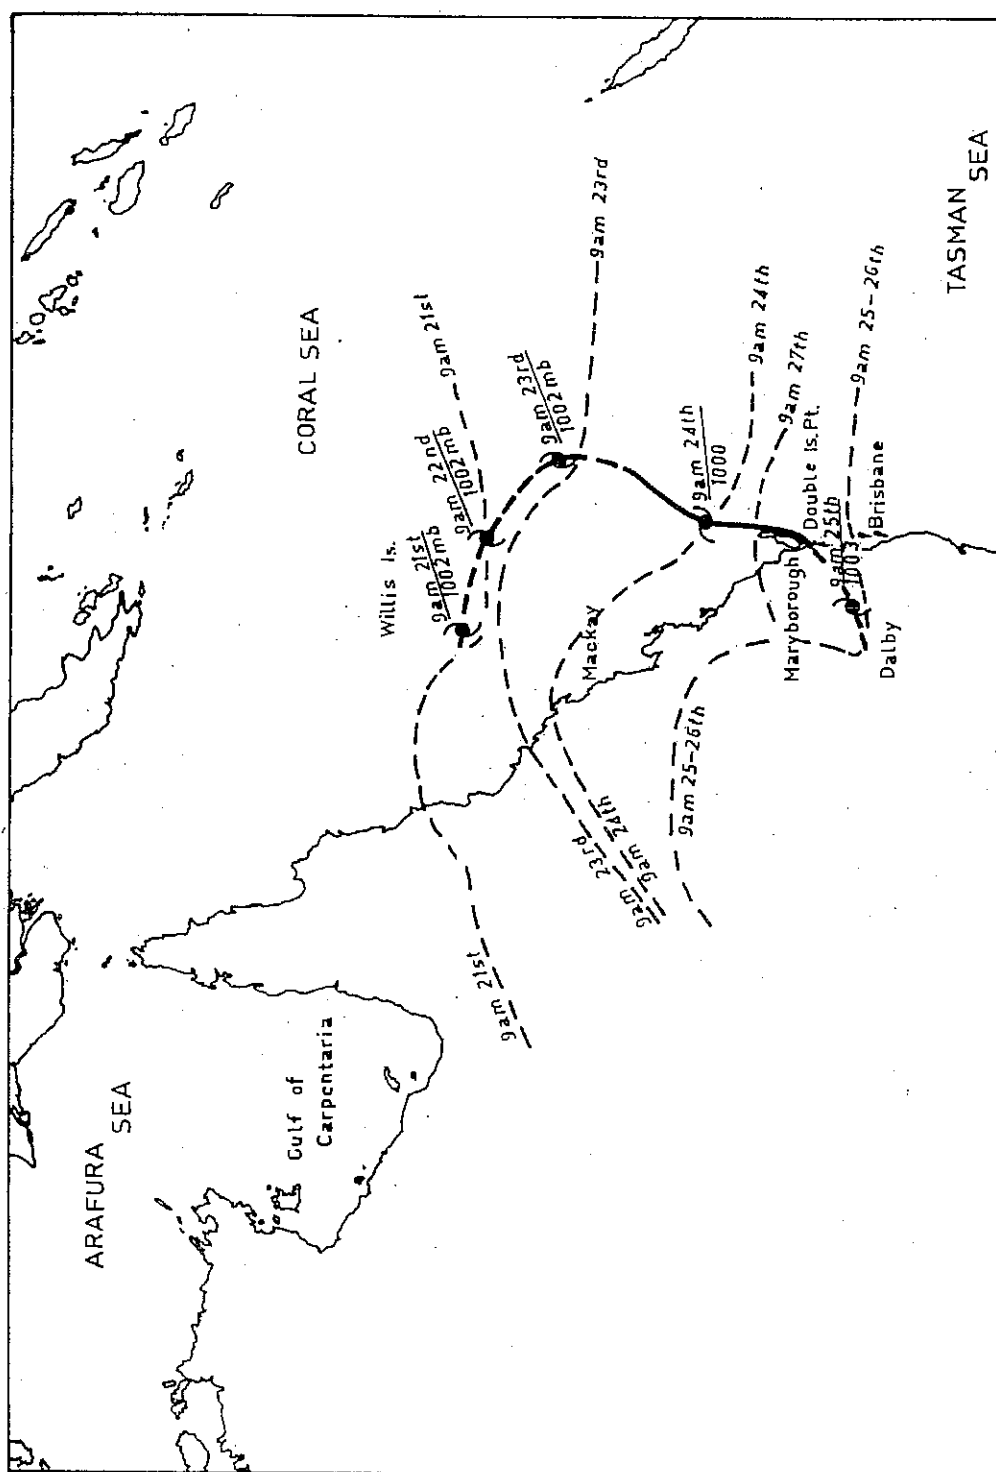 ARAFURA
SEA
Gulf of
Carpentaria
CORAL SEA
Willis Is.
9am 21st
1002mb
9am 22nd
1002mb
9am 21st
9am 23rd
1002mb
9am 23rd
9am 21st
9am 23rd
9am 24th
Mackay
9am 24th
1000
9am 24th
9am 27th
Double Is. Pt.
Maryborough
9am 25-26th
9am 25th
1003
9am 25-26th
Brisbane
Dalby
TASMAN
SEA